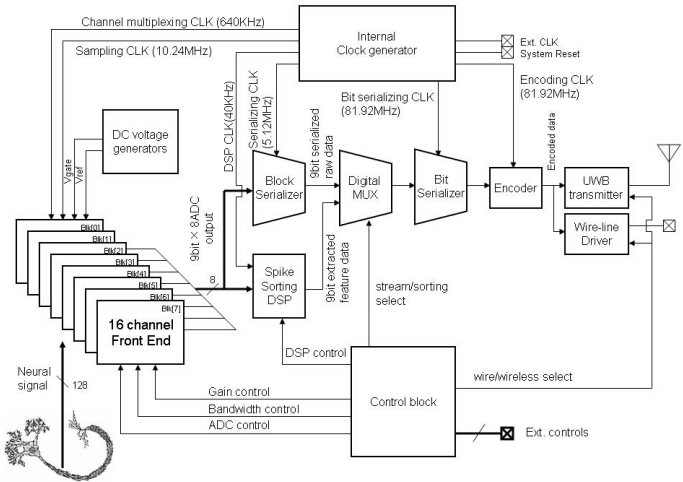 Channel multiplexing CLK (640KHz)
Sampling CLK (10.24MHz)
Internal
Clock generator
Ext. CLK
System Reset
DSP CLK(40KHz)
Serializing CLK
(5.12MHz)
Bit serializing CLK
(81.92MHz)
Encoding CLK
(81.92MHz)
DC voltage
generators
Vgate
Vref
9bit serialized
raw data
Encoded data
Block
Serializer
Digital
MUX
Bit
Serializer
Encoder
UWB
transmitter
Wire-line
Driver
9bit × 8ADC
output
8
Spike
Sorting
DSP
9bit extracted
feature data
stream/sorting
select
Blk[0]
Blk[1]
Blk[2]
Blk[3]
Blk[4]
Blk[5]
Blk[6]
Blk[7]
16 channel
Front End
DSP control
Neural
signal
128
Gain control
Bandwidth control
ADC control
Control block
wire/wireless select
Ext. controls